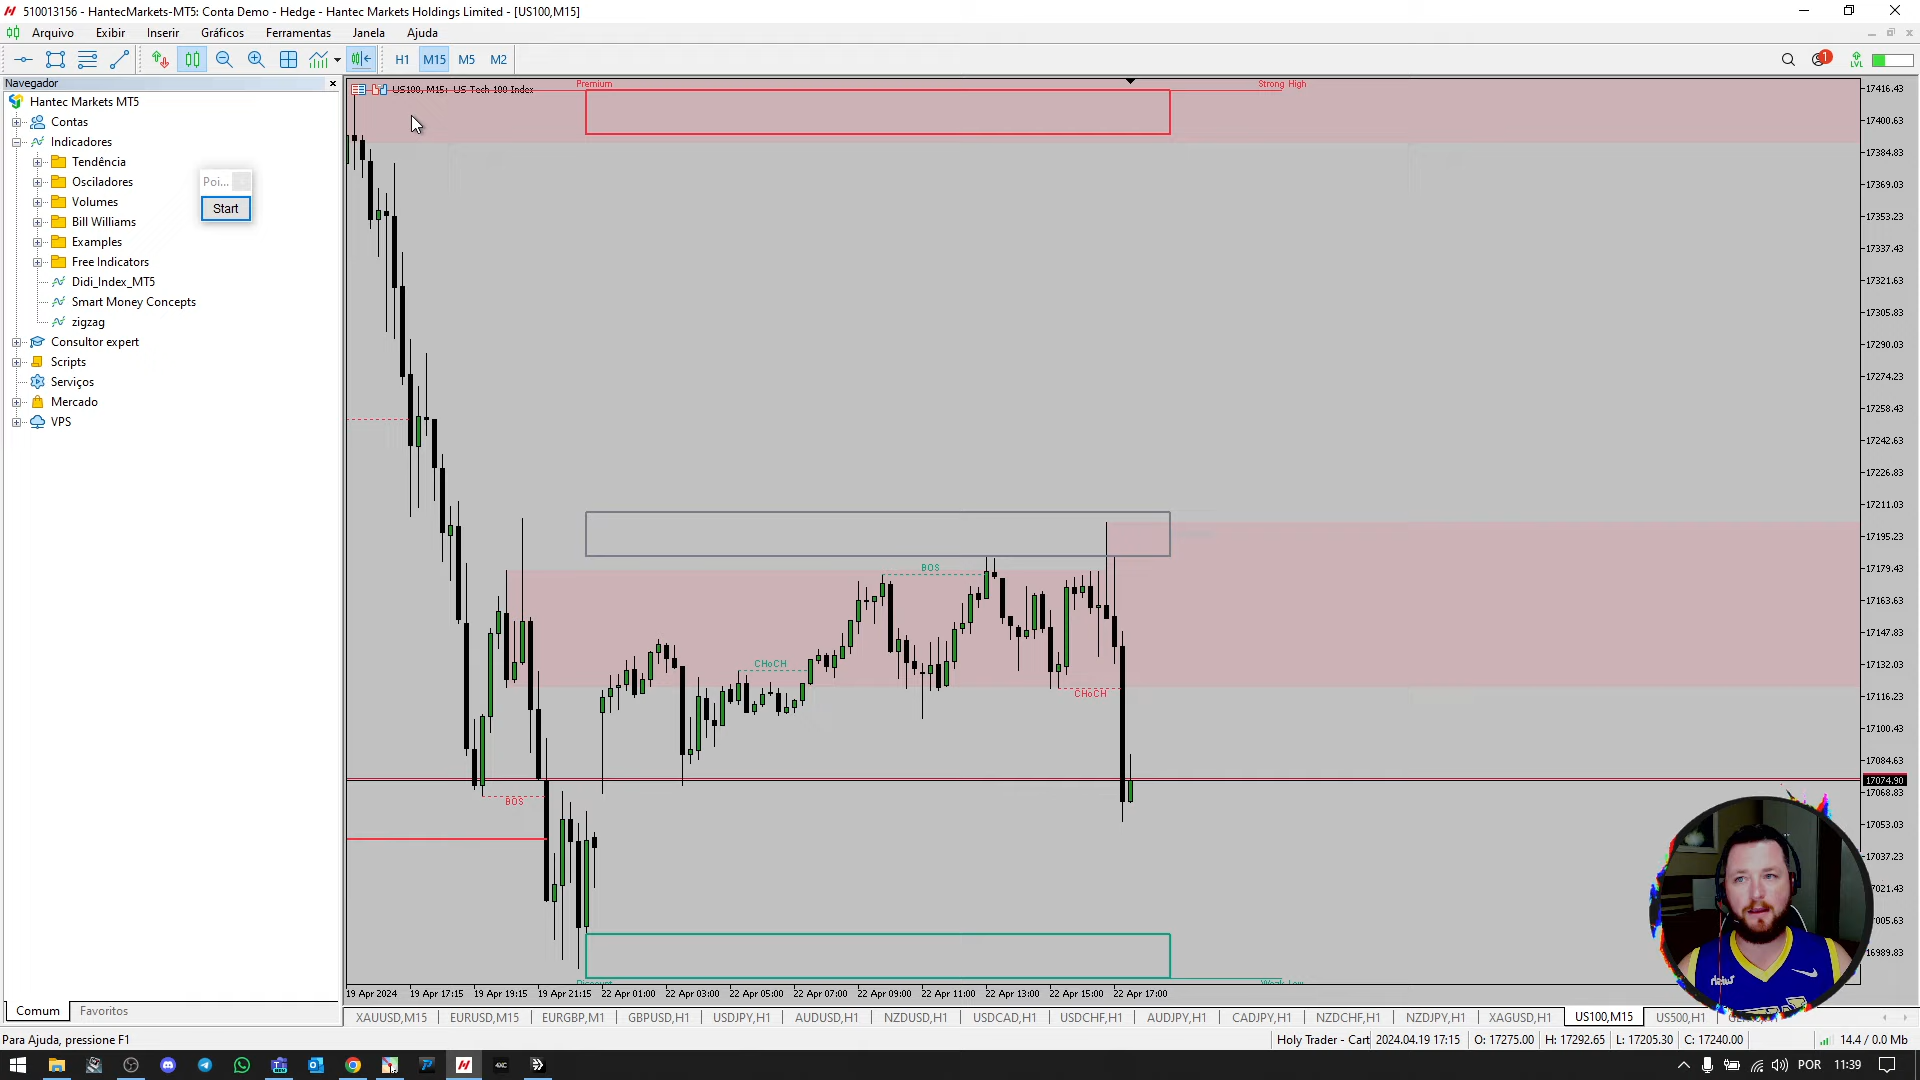 510013156 - HantecMarkets-MT5: Conta Demo - Hedge - Hantec Markets Holdings Limited - [US100,M15]
Arquivo Exibir Inserir Gráficos Ferramentas Janela Ajuda
H1 M15 M5 M2
1
LVL
Navegador
Hantec Markets MT5
Contas
Indicadores
Tendência
Osciladores
Volumes
Bill Williams
Examples
Free Indicators
Didi_Index_MT5
Smart Money Concepts
zigzag
Consultor expert
Scripts
Serviços
Mercado
VPS
Poi...
Start
Comum Favoritos
US100, M15: US Tech 100 Index
Premium
Strong High
BOS
CHoCH
CHoCH
BOS
Discount
Weak Low
17416.43
17400.63
17384.83
17369.03
17353.23
17337.43
17321.63
17305.83
17290.03
17274.23
17258.43
17242.63
17226.83
17211.03
17195.23
17179.43
17163.63
17147.83
17132.03
17116.23
17100.43
17084.63
17074.90
17068.83
17053.03
17037.23
17021.43
17005.63
16989.83
19 Apr 2024 19 Apr 17:15 19 Apr 19:15 19 Apr 21:15 22 Apr 01:00 22 Apr 03:00 22 Apr 05:00 22 Apr 07:00 22 Apr 09:00 22 Apr 11:00 22 Apr 13:00 22 Apr 15:00 22 Apr 17:00
XAUUSD,M15 EURUSD,M15 EURGBP,M1 GBPUSD,H1 USDJPY,H1 AUDUSD,H1 NZDUSD,H1 USDCAD,H1 USDCHF,H1 AUDJPY,H1 CADJPY,H1 NZDCHF,H1 NZDJPY,H1 XAGUSD,H1 US100,M15 US500,H1
Para Ajuda, pressione F1
Holy Trader - Cart 2024.04.19 17:15 O: 17275.00 H: 17292.65 L: 17205.30 C: 17240.00 14.4 / 0.0 Mb
4XC
POR 11:39